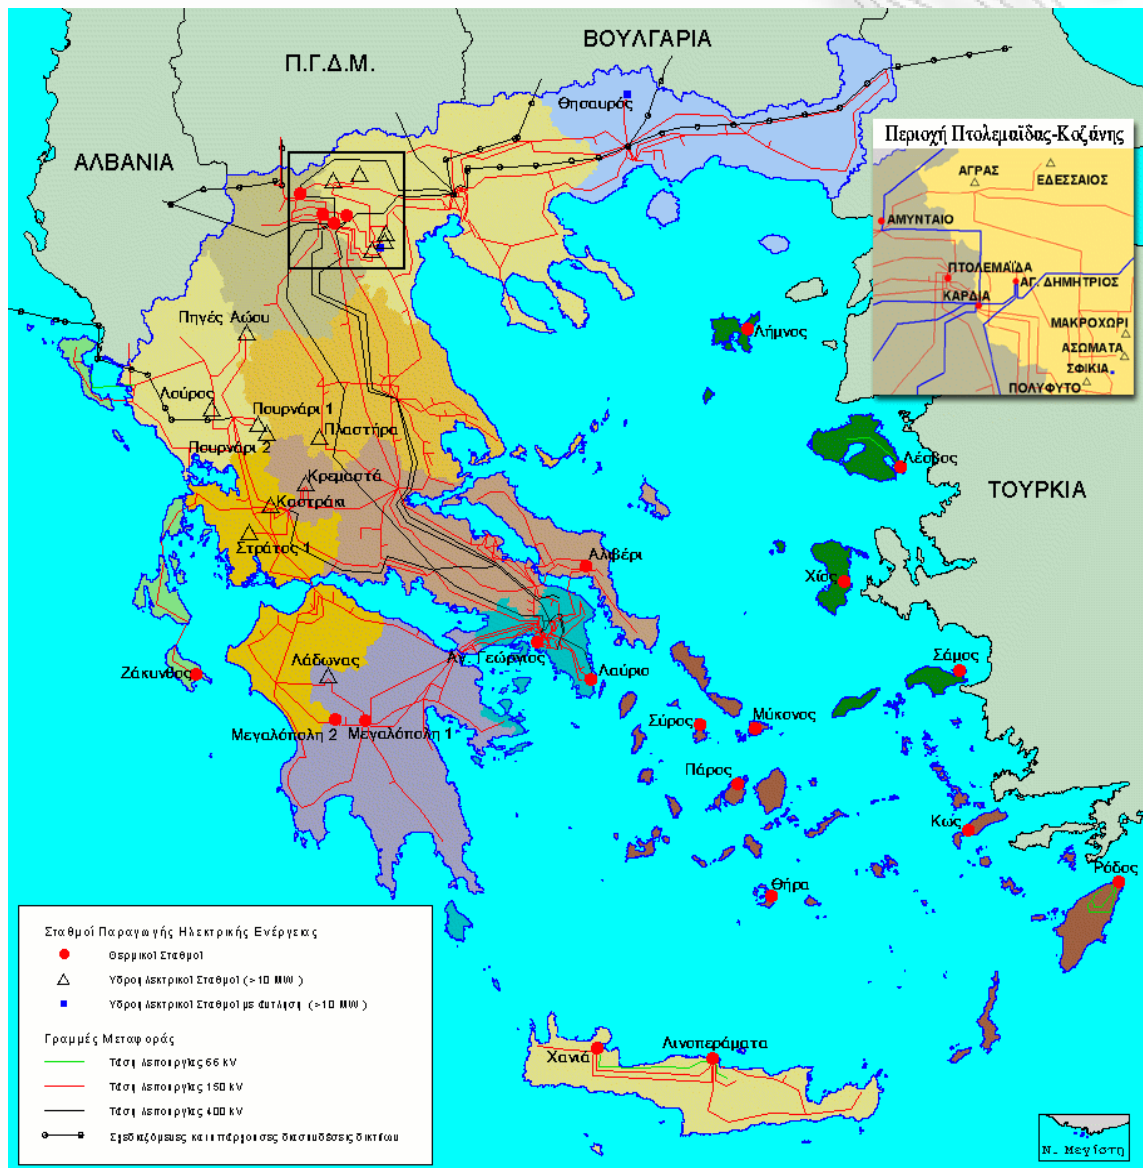 ΒΟΥΛΓΑΡΙΑ
Π.Γ.Δ.Μ.
ΑΛΒΑΝΙΑ
Θησαυρός
Περιοχή Πτολεμαΐδας-Κοζάνης
ΑΓΡΑΣ
ΕΔΕΣΣΑΙΟΣ
ΑΜΥΝΤΑΙΟ
ΠΤΟΛΕΜΑΪΔΑ
ΑΓ. ΔΗΜΗΤΡΙΟΣ
ΚΑΡΔΙΑ
ΜΑΚΡΟΧΩΡΙ
ΑΣΩΜΑΤΑ
ΣΦΙΚΙΑ
ΠΟΛΥΦΥΤΟ
Πηγές Αώου
Λήμνος
Λούρος
Πουρνάρι 1
Πουρνάρι 2
Πλαστήρα
Λέσβος
ΤΟΥΡΚΙΑ
Κρεμαστά
Καστράκι
Στράτος 1
Αλιβέρι
Χίος
Ζάκυνθος
Λάδωνας
Αγ. Γεώργιος
Λαύριο
Σάμος
Μεγαλόπολη 2
Μεγαλόπολη 1
Σύρος
Μύκονος
Πάρος
Κως
Θήρα
Ρόδος
Χανιά
Λινοπεράματα
Σταθμοί Παραγωγής Ηλεκτρικής Ενέργειας
Θερμικοί Σταθμοί
Υδροηλεκτρικοί Σταθμοί (>10 MW)
Υδροηλεκτρικοί Σταθμοί με άντληση (>10 MW)
Γραμμές Μεταφοράς
Τάση λειτουργίας 66 kV
Τάση λειτουργίας 150 kV
Τάση λειτουργίας 400 kV
Σχεδιαζόμενες και υπάρχουσες διασυνδέσεις δικτύων
Ν. Μεγίστη